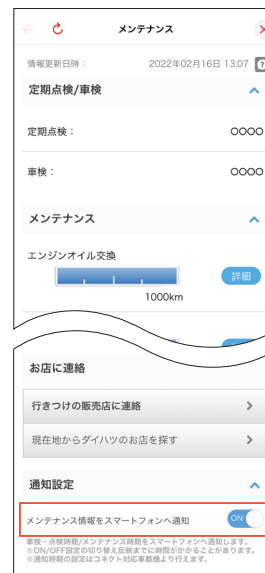 メンテナンス
情報更新日時： 2022年02月16日 13:07
定期点検/車検
定期点検： 0000
車検： 0000
メンテナンス
エンジンオイル交換
詳細
1000km
お店に連絡
行きつけの販売店に連絡
現在地からダイハツのお店を探す
通知設定
メンテナンス情報をスマートフォンへ通知 ON
車検・点検時期/メンテナンス時期をスマートフォンへ通知します。
※ON/OFF設定の切り替え反映までに時間がかかることがあります。
※通知時期の設定はコネクト対応車載機より行えます。